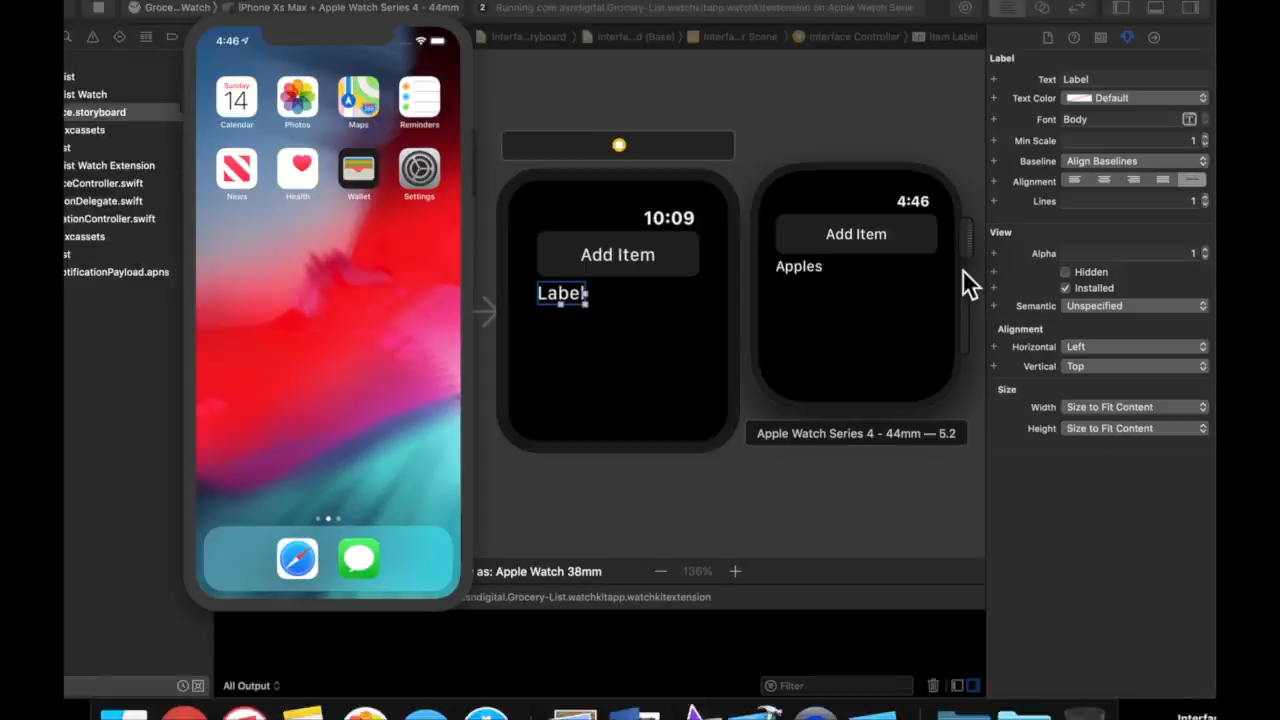 Groce...Watch
iPhone Xs Max + Apple Watch Series 4 - 44mm
2
Running com.asndigital.Grocery-List.watchkitapp.watchkitextension on Apple Watch Serie
Interfa...ryboard
Interfa...d (Base)
Interfa...r Scene
Interface Controller
Item Label
ist
ist Watch
ce.storyboard
xcassets
st
ist Watch Extension
ceController.swift
ionDelegate.swift
ationController.swift
xcassets
st
otificationPayload.apns
4:46
Sunday
14
Calendar
Photos
Maps
Reminders
News
Health
Wallet
Settings
10:09
Add Item
Label
4:46
Add Item
Apples
Apple Watch Series 4 - 44mm — 5.2
as: Apple Watch 38mm
136%
asndigital.Grocery-List.watchkitapp.watchkitextension
All Output
Filter
Label
Text Label
Text Color Default
Font Body
Min Scale 1
Baseline Align Baselines
Alignment
Lines 1
View
Alpha 1
Hidden
Installed
Semantic Unspecified
Alignment
Horizontal Left
Vertical Top
Size
Width Size to Fit Content
Height Size to Fit Content